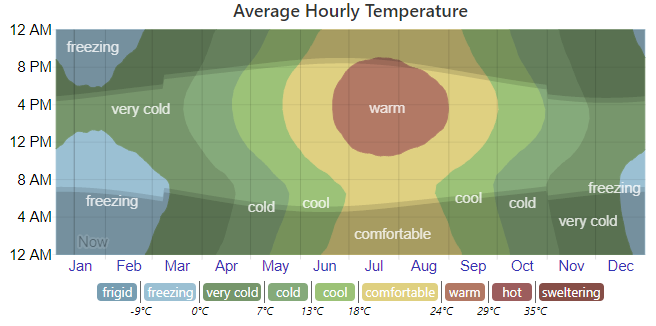 Average Hourly Temperature
12 AM
freezing
8 PM
very cold
warm
4 PM
12 PM
8 AM
freezing
freezing
cold
cool
cool
cold
4 AM
very cold
comfortable
Now
12 AM
Jan Feb Mar Apr May Jun Jul Aug Sep Oct Nov Dec
frigid freezing very cold cold cool comfortable warm hot sweltering
-9°C 0°C 7°C 13°C 18°C 24°C 29°C 35°C